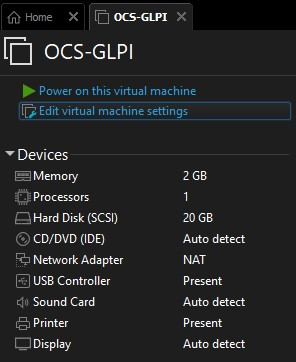 Home
OCS-GLPI
OCS-GLPI
Power on this virtual machine
Edit virtual machine settings
Devices
Memory 2 GB
Processors 1
Hard Disk (SCSI) 20 GB
CD/DVD (IDE) Auto detect
Network Adapter NAT
USB Controller Present
Sound Card Auto detect
Printer Present
Display Auto detect